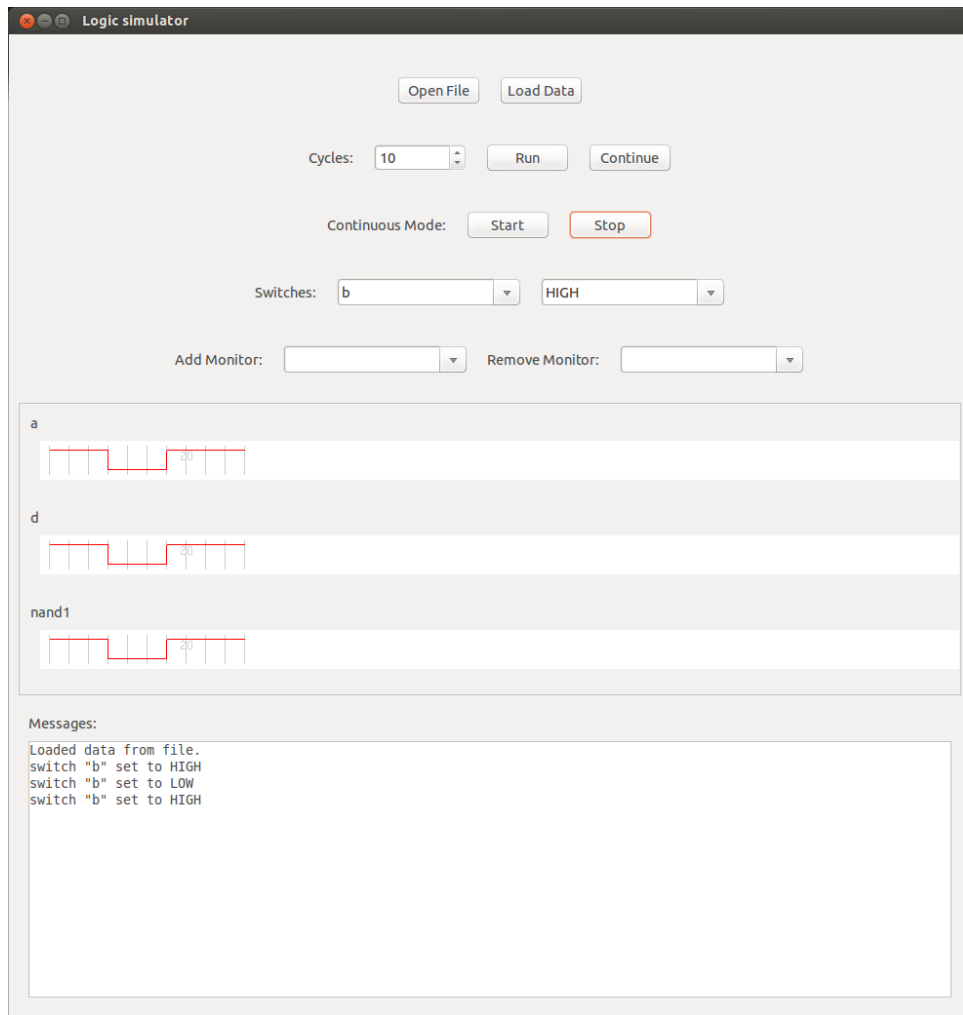 Logic simulator
Open File Load Data
Cycles: 10 Run Continue
Continuous Mode: Start Stop
Switches: b HIGH
Add Monitor: Remove Monitor:
a
20
d
20
nand1
20
Messages:
Loaded data from file.
switch "b" set to HIGH
switch "b" set to LOW
switch "b" set to HIGH